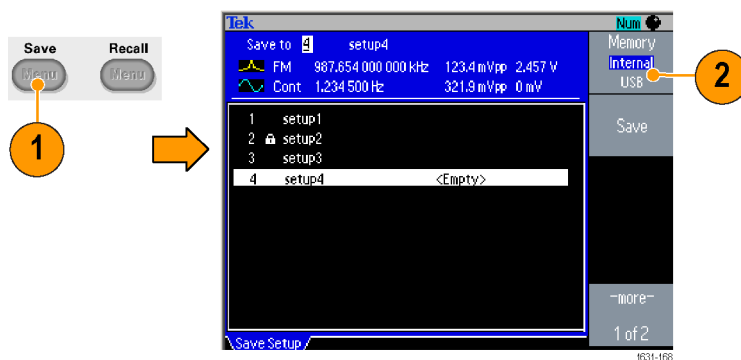 Save Recall
Menu Menu
1
2
Tek Num
Save to 4 setup4
FM 987.654 000 000 kHz 123.4 mVpp 2.457 V
Cont 1.234 500 Hz 321.9 mVpp 0 mV
1 setup1
2 setup2
3 setup3
4 setup4 <Empty>
Save Setup
Memory
Internal
USB
Save
-more-
1 of 2
1631-168